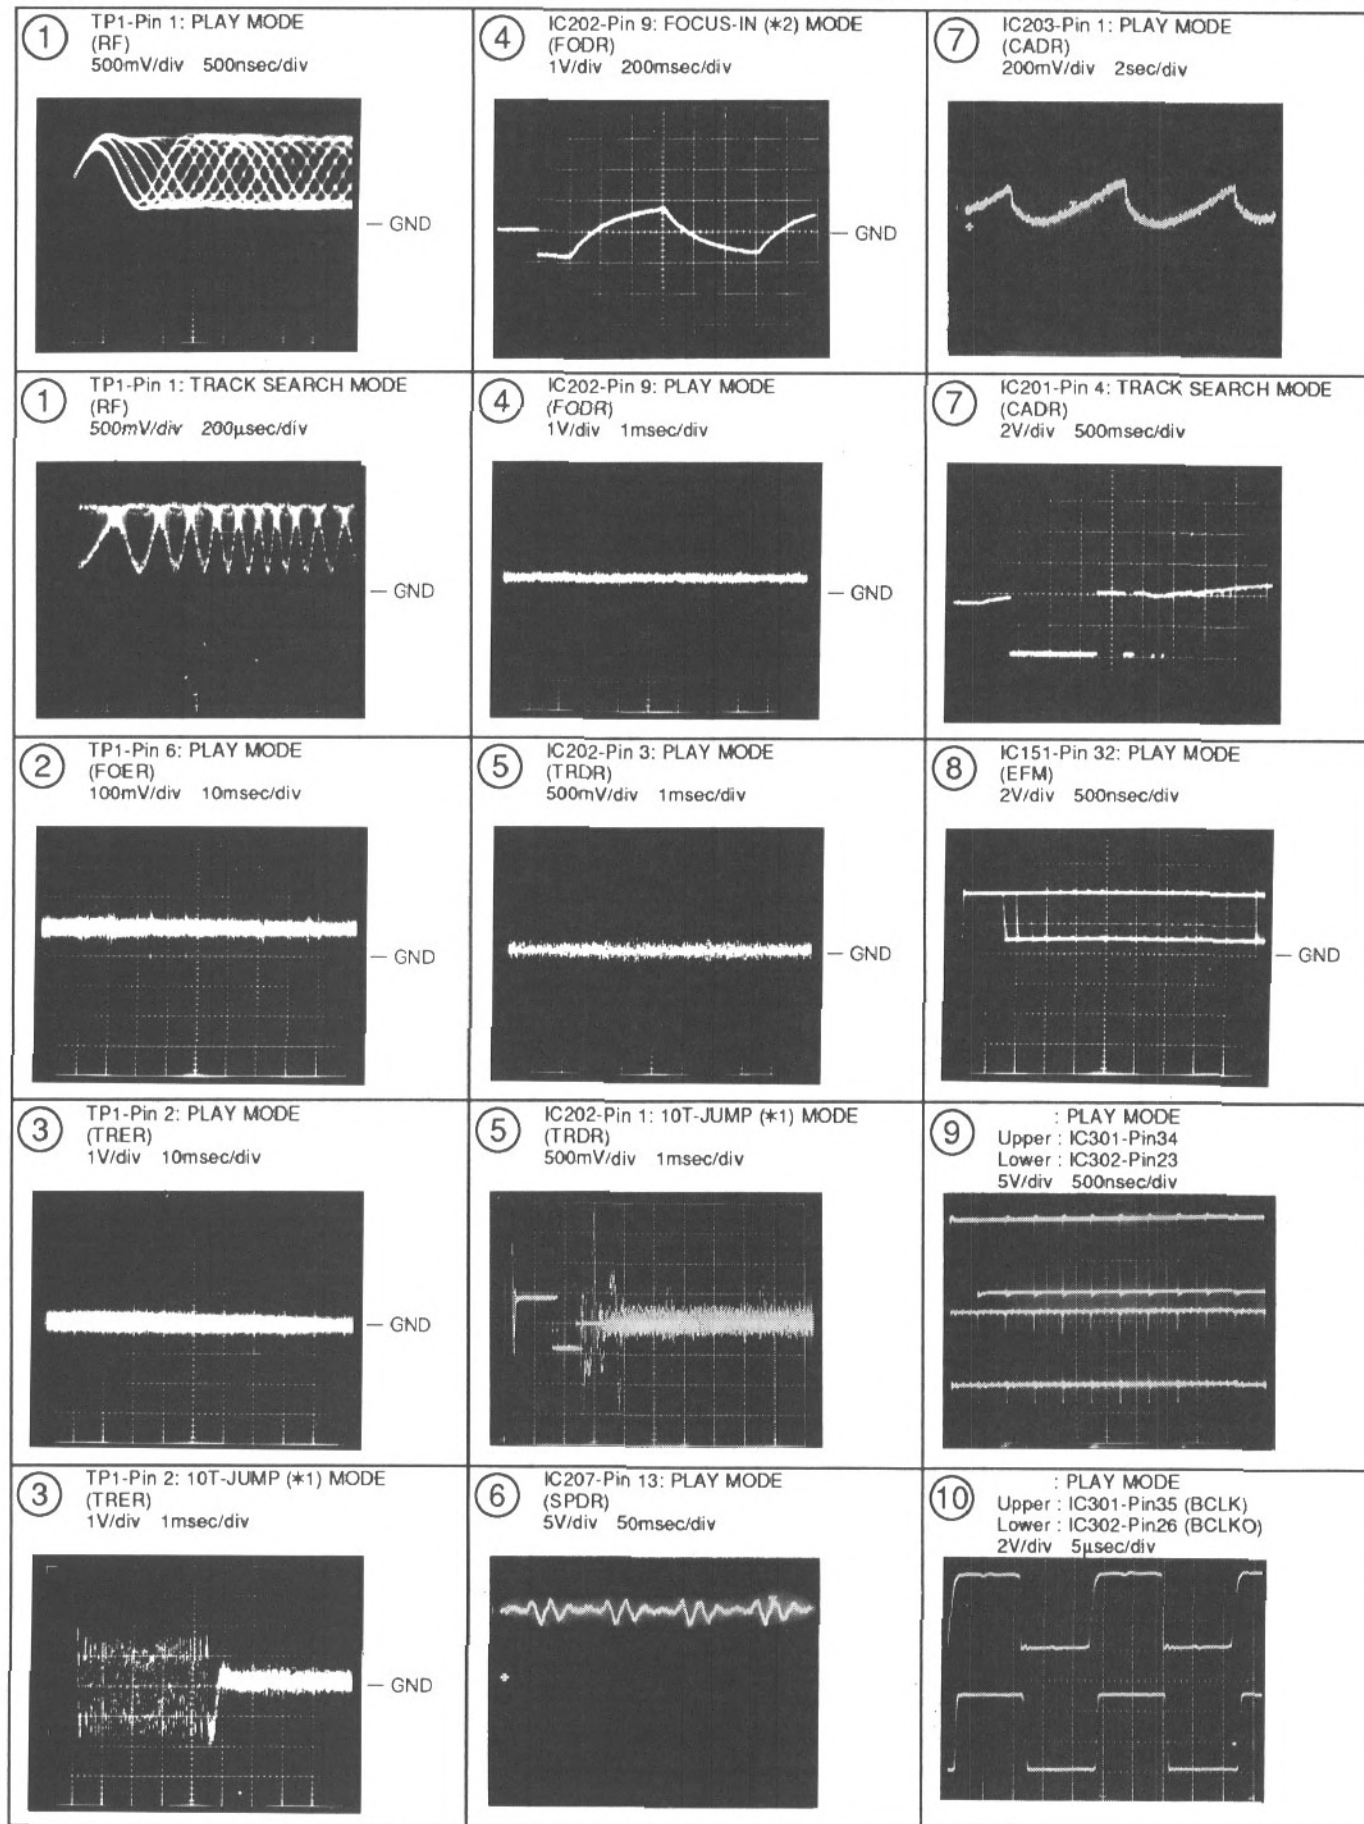 1
TP1-Pin 1: PLAY MODE
(RF)
500mV/div 500nsec/div
— GND
4
IC202-Pin 9: FOCUS-IN (*2) MODE
(FODR)
1V/div 200msec/div
— GND
7
IC203-Pin 1: PLAY MODE
(CADR)
200mV/div 2sec/div
1
TP1-Pin 1: TRACK SEARCH MODE
(RF)
500mV/div 200µsec/div
— GND
4
IC202-Pin 9: PLAY MODE
(FODR)
1V/div 1msec/div
— GND
7
IC201-Pin 4: TRACK SEARCH MODE
(CADR)
2V/div 500msec/div
2
TP1-Pin 6: PLAY MODE
(FOER)
100mV/div 10msec/div
— GND
5
IC202-Pin 3: PLAY MODE
(TRDR)
500mV/div 1msec/div
— GND
8
IC151-Pin 32: PLAY MODE
(EFM)
2V/div 500nsec/div
— GND
3
TP1-Pin 2: PLAY MODE
(TRER)
1V/div 10msec/div
— GND
5
IC202-Pin 1: 10T-JUMP (*1) MODE
(TRDR)
500mV/div 1msec/div
9
: PLAY MODE
Upper : IC301-Pin34
Lower : IC302-Pin23
5V/div 500nsec/div
3
TP1-Pin 2: 10T-JUMP (*1) MODE
(TRER)
1V/div 1msec/div
— GND
6
IC207-Pin 13: PLAY MODE
(SPDR)
5V/div 50msec/div
10
: PLAY MODE
Upper : IC301-Pin35 (BCLK)
Lower : IC302-Pin26 (BCLKO)
2V/div 5µsec/div